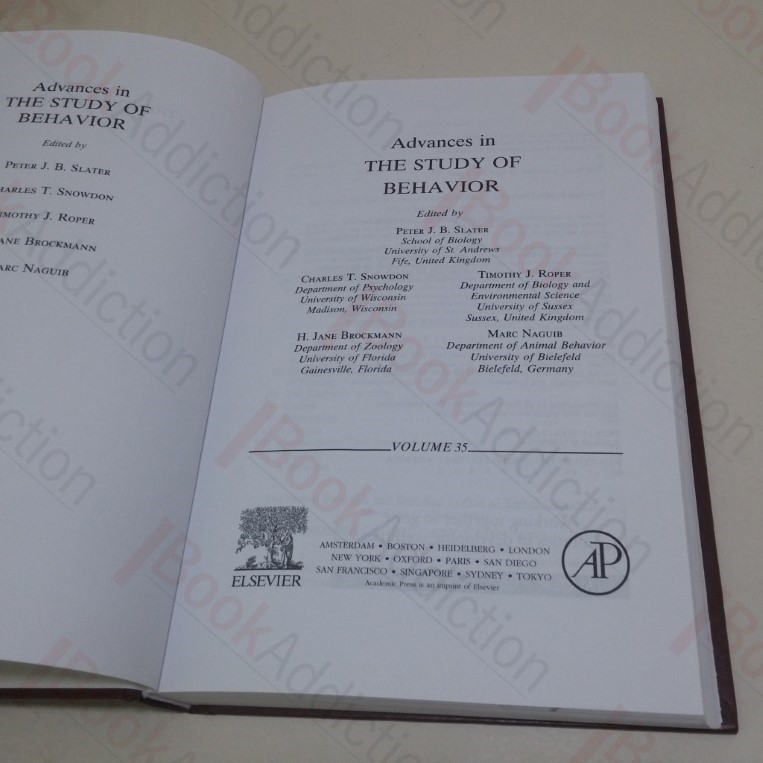 Advances in
THE STUDY OF
BEHAVIOR
Edited by
PETER J. B. SLATER
CHARLES T. SNOWDON
TIMOTHY J. ROPER
JANE BROCKMANN
MARC NAGUIB
Advances in
THE STUDY OF
BEHAVIOR
Edited by
PETER J. B. SLATER
School of Biology
University of St. Andrews
Fife, United Kingdom
CHARLES T. SNOWDON
Department of Psychology
University of Wisconsin
Madison, Wisconsin
TIMOTHY J. ROPER
Department of Biology and
Environmental Science
University of Sussex
Sussex, United Kingdom
H. JANE BROCKMANN
Department of Zoology
University of Florida
Gainesville, Florida
MARC NAGUIB
Department of Animal Behavior
University of Bielefeld
Bielefeld, Germany
VOLUME 35
ELSEVIER
AMSTERDAM • BOSTON • HEIDELBERG • LONDON
NEW YORK • OXFORD • PARIS • SAN DIEGO
SAN FRANCISCO • SINGAPORE • SYDNEY • TOKYO
Academic Press is an imprint of Elsevier
AP
BookAddiction